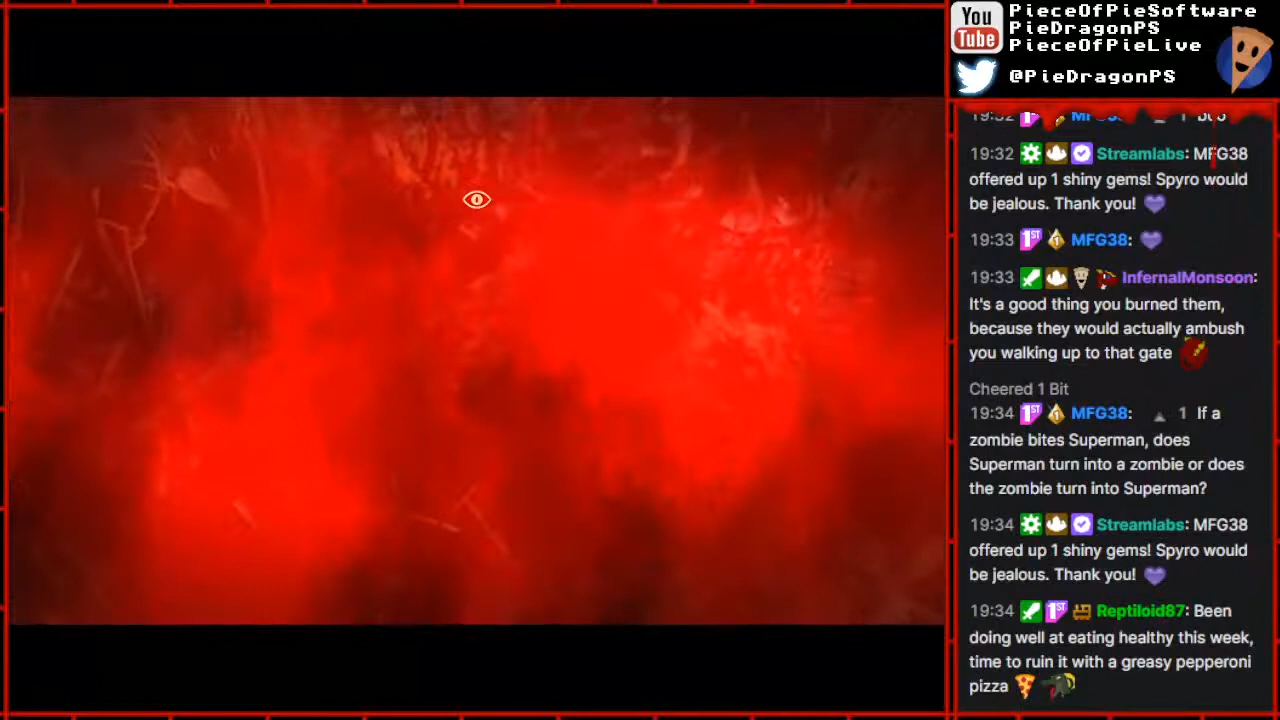 You
Tube
PieceOfPieSoftware
PieDragonPS
PieceOfPieLive
@PieDragonPS
19:32 Streamlabs: MFG38
offered up 1 shiny gems! Spyro would
be jealous. Thank you!
19:33 MFG38:
19:33 InfernalMonsoon:
It's a good thing you burned them,
because they would actually ambush
you walking up to that gate
Cheered 1 Bit
19:34 MFG38: 1 If a
zombie bites Superman, does
Superman turn into a zombie or does
the zombie turn into Superman?
19:34 Streamlabs: MFG38
offered up 1 shiny gems! Spyro would
be jealous. Thank you!
19:34 Reptiloid87: Been
doing well at eating healthy this week,
time to ruin it with a greasy pepperoni
pizza